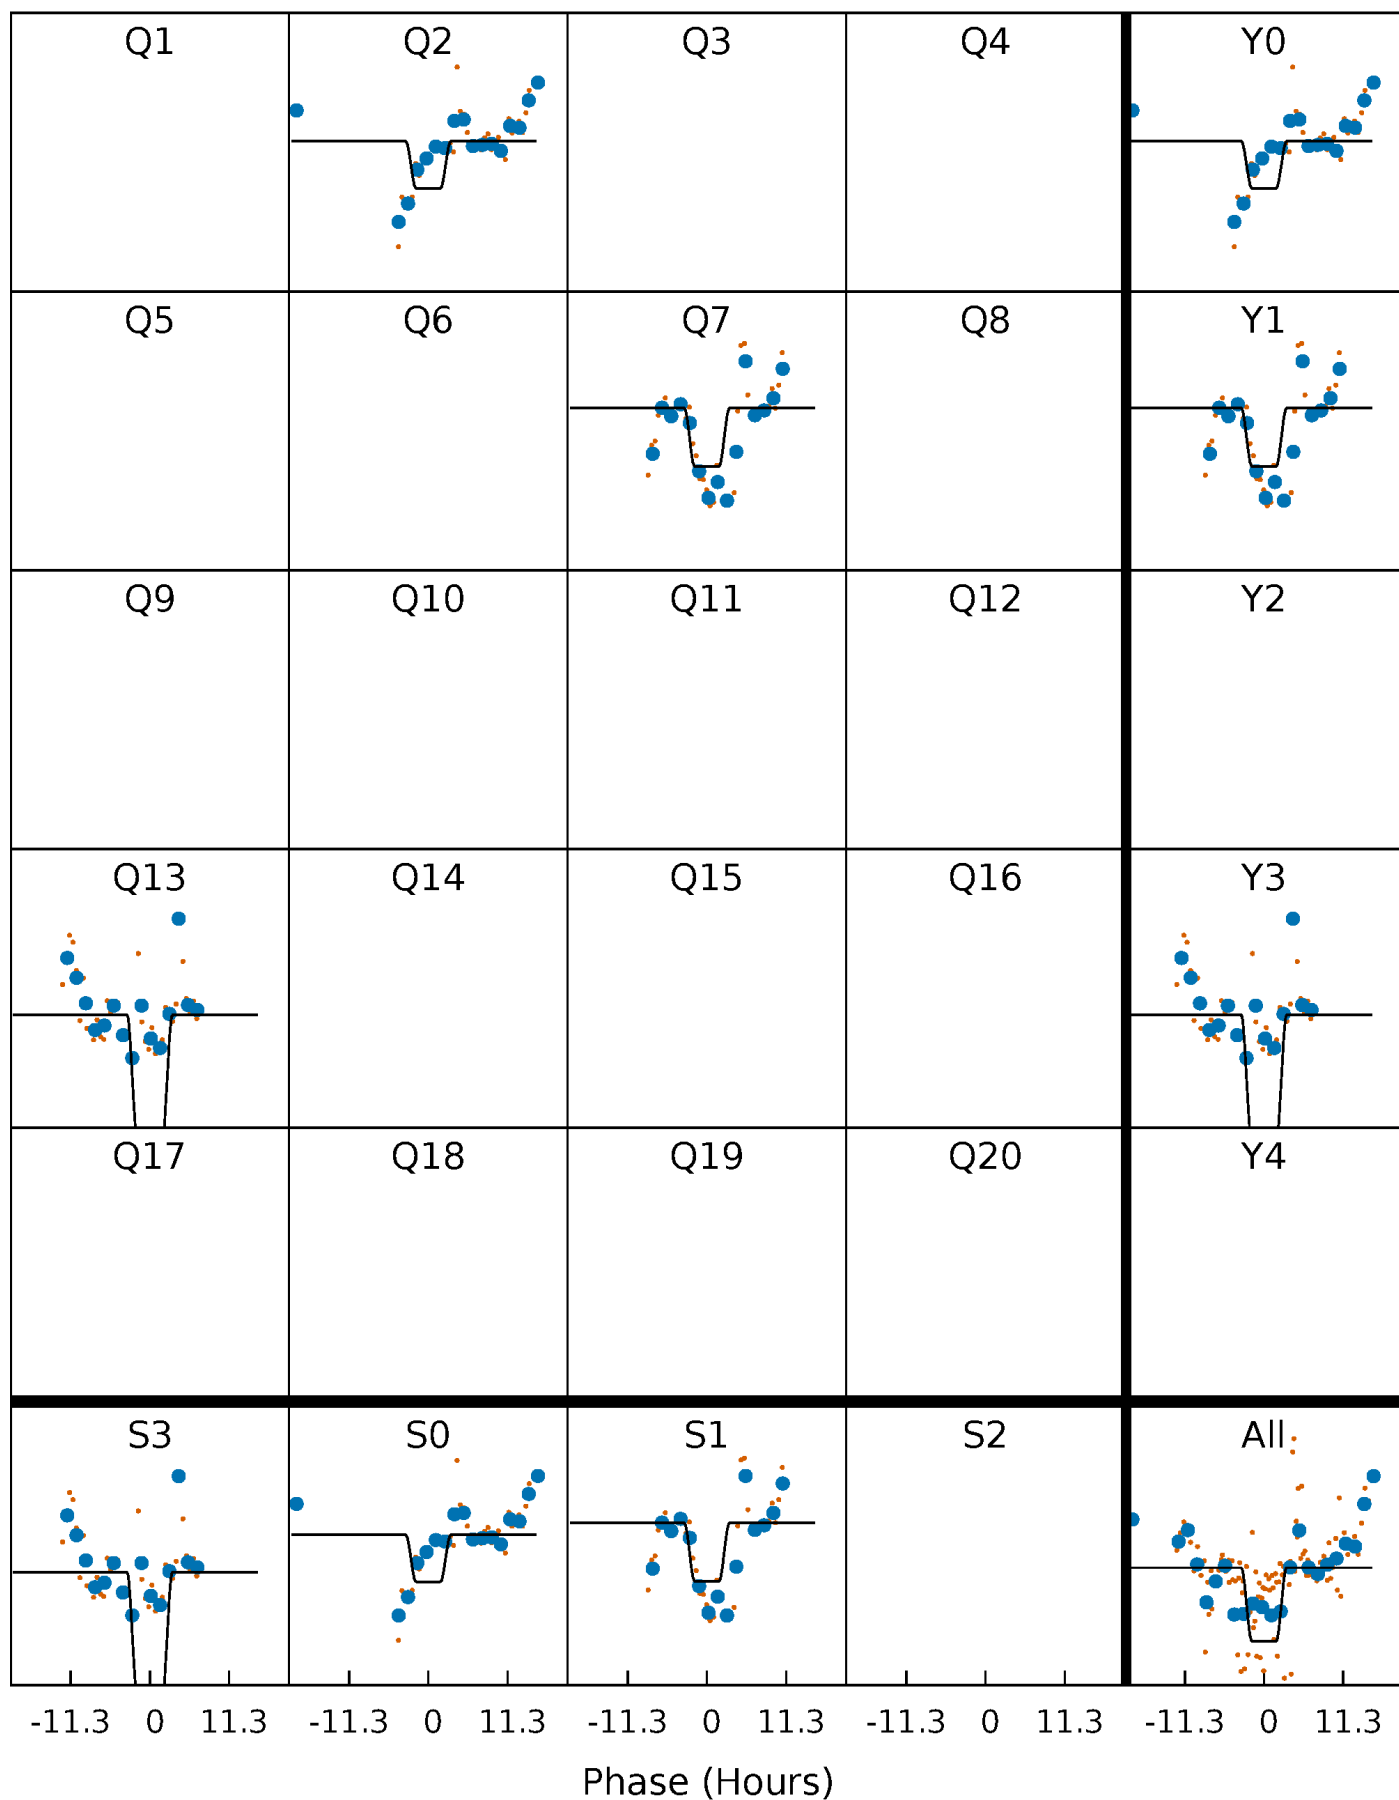 Q1 Q2 Q3 Q4 Y0
Q5 Q6 Q7 Q8 Y1
Q9 Q10 Q11 Q12 Y2
Q13 Q14 Q15 Q16 Y3
Q17 Q18 Q19 Q20 Y4
S3 S0 S1 S2 All
-11.3 0 11.3 -11.3 0 11.3 -11.3 0 11.3 -11.3 0 11.3 -11.3 0 11.3
Phase (Hours)